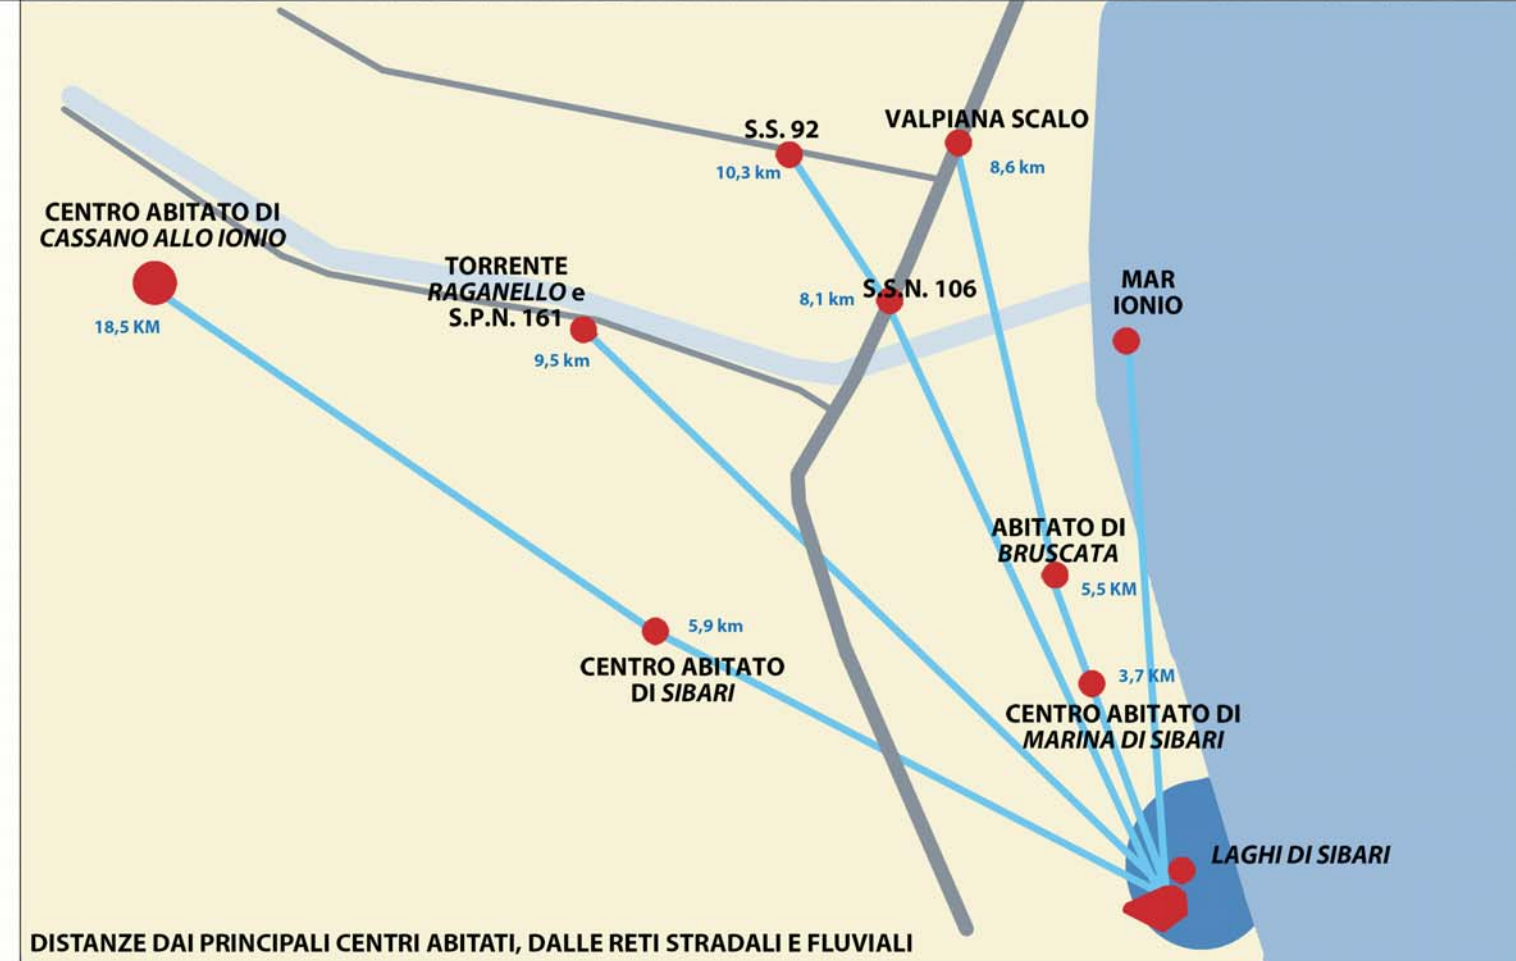 VALPIANA SCALO
S.S. 92
10,3 km
8,6 km
CENTRO ABITATO DI
CASSANO ALLO IONIO
18,5 KM
TORRENTE
RAGANELLO e
S.P.N. 161
9,5 km
8,1 km
S.S.N. 106
MAR
IONIO
ABITATO DI
BRUSCATA
5,5 KM
5,9 km
CENTRO ABITATO
DI SIBARI
3,7 KM
CENTRO ABITATO DI
MARINA DI SIBARI
LAGHI DI SIBARI
DISTANZE DAI PRINCIPALI CENTRI ABITATI, DALLE RETI STRADALI E FLUVIALI